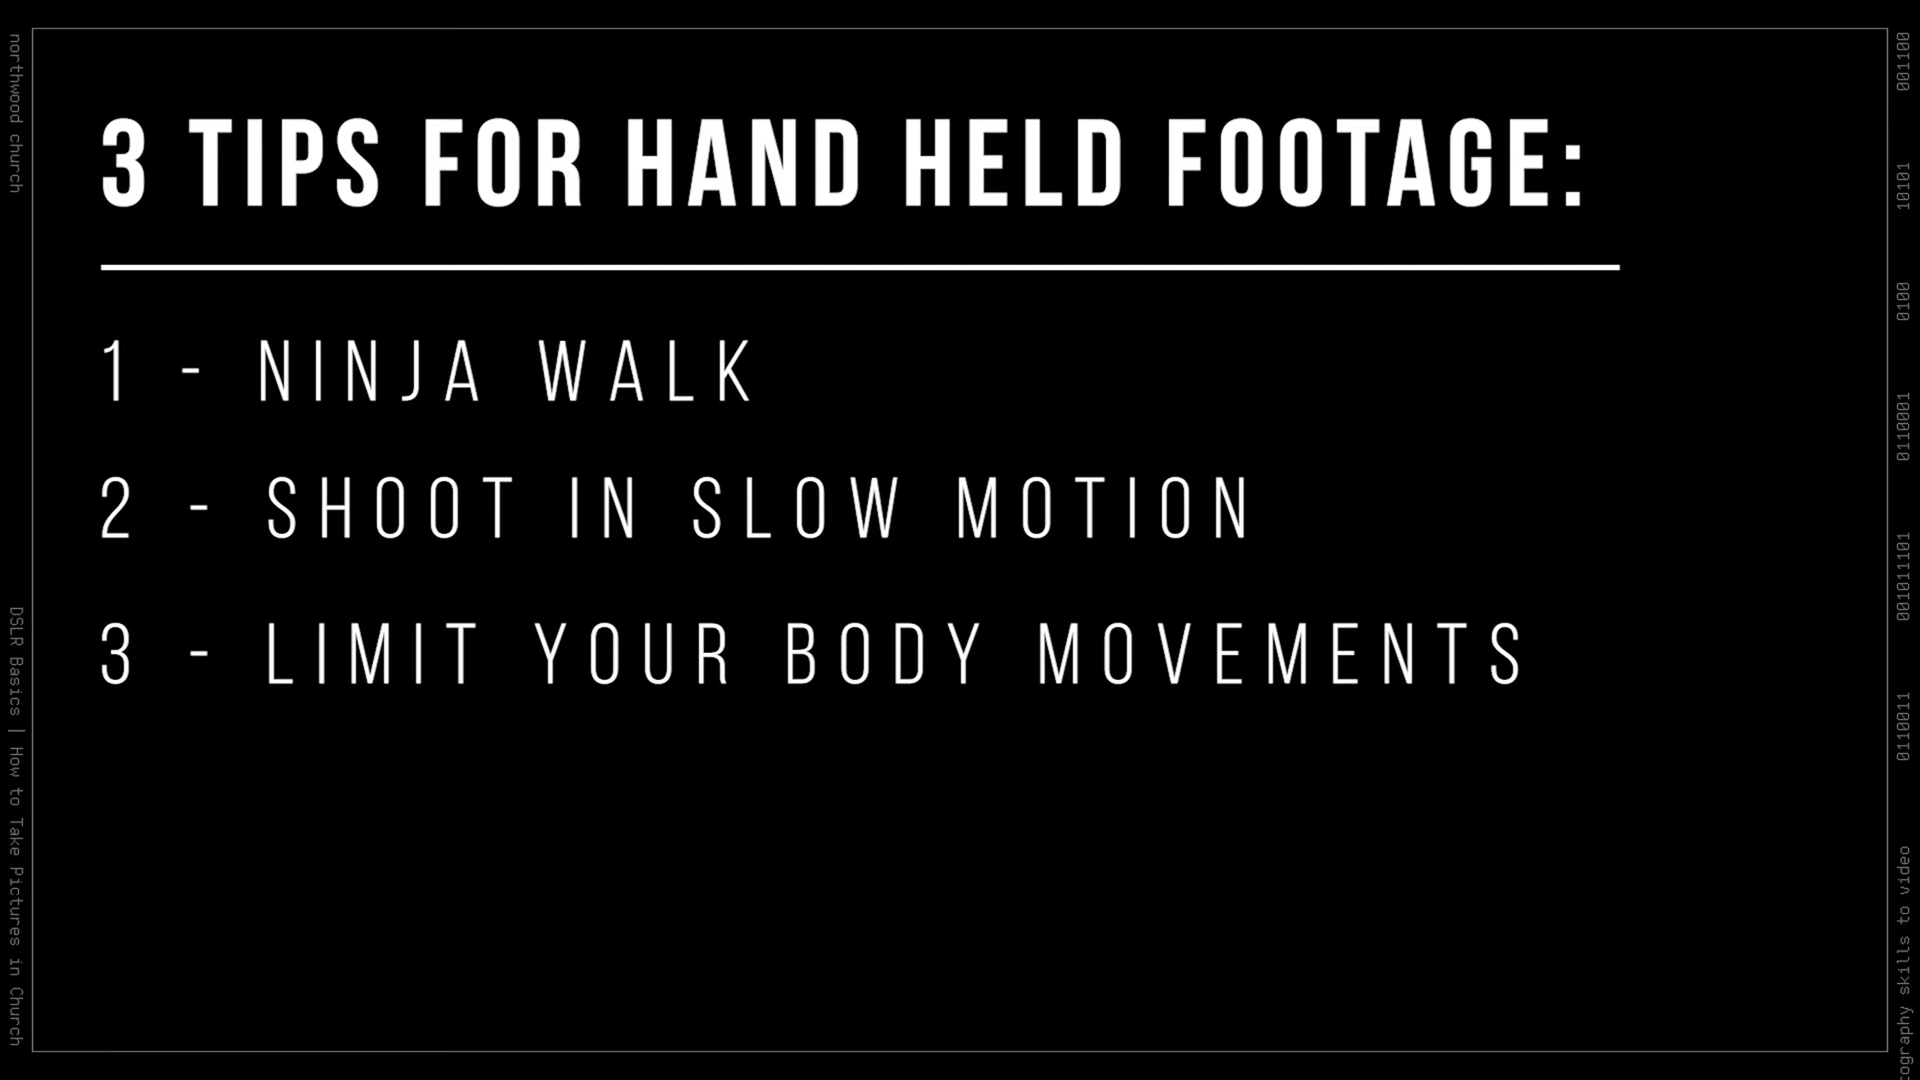 3 TIPS FOR HAND HELD FOOTAGE:
1 - NINJA WALK
2 - SHOOT IN SLOW MOTION
3 - LIMIT YOUR BODY MOVEMENTS
northwood church
DSLR Basics | How to Take Pictures in Church
001100
10101
0100
0110001
001011101
0110011
skills to video